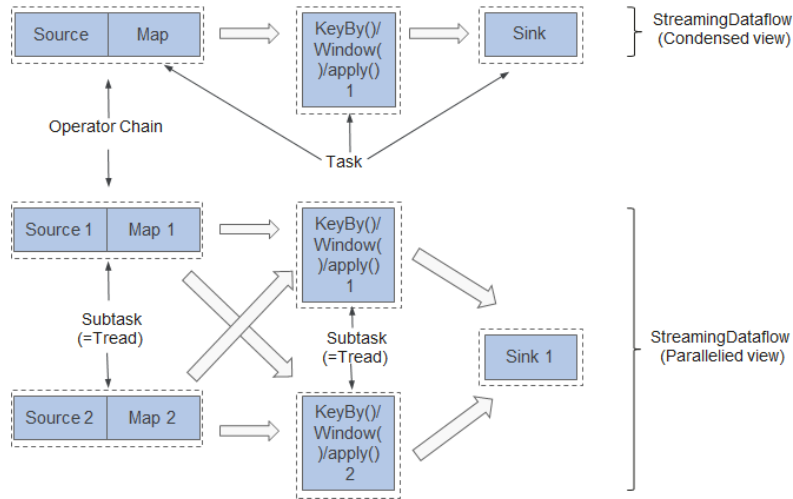 Source
Map
KeyBy()/
Window(
)/apply()
1
Sink
StreamingDataflow
(Condensed view)
Operator Chain
Task
Source 1
Map 1
KeyBy()/
Window(
)/apply()
1
Subtask
(=Tread)
Subtask
(=Tread)
Sink 1
StreamingDataflow
(Parallelied view)
Source 2
Map 2
KeyBy()/
Window(
)/apply()
2